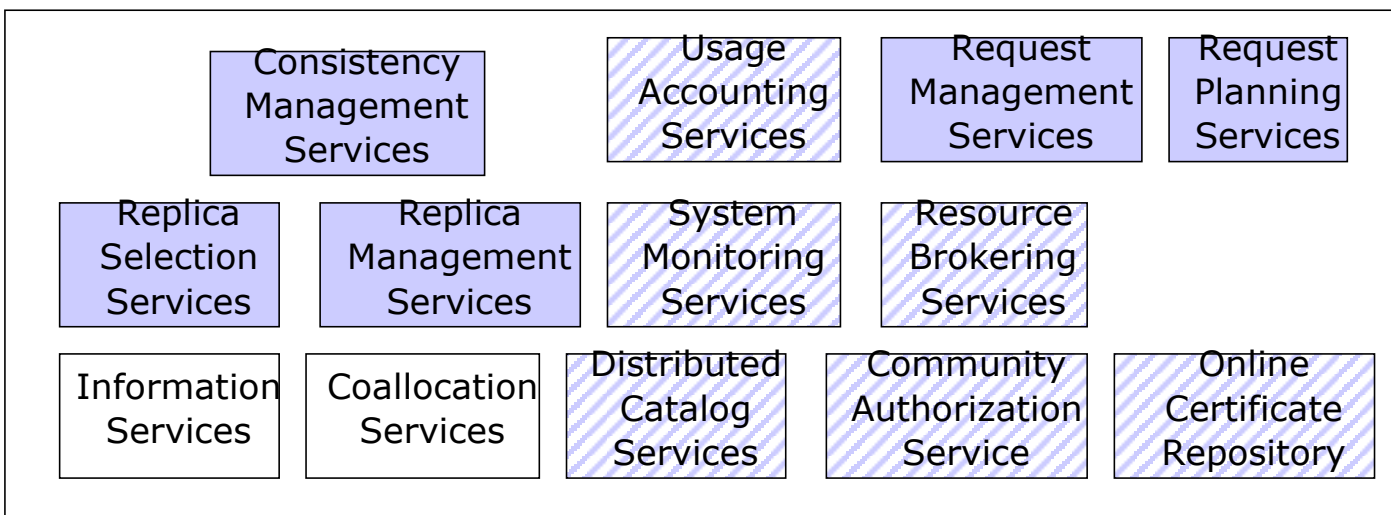 Consistency
Management
Services
Usage
Accounting
Services
Request
Management
Services
Request
Planning
Services
Replica
Selection
Services
Replica
Management
Services
System
Monitoring
Services
Resource
Brokering
Services
Information
Services
Coallocation
Services
Distributed
Catalog
Services
Community
Authorization
Service
Online
Certificate
Repository